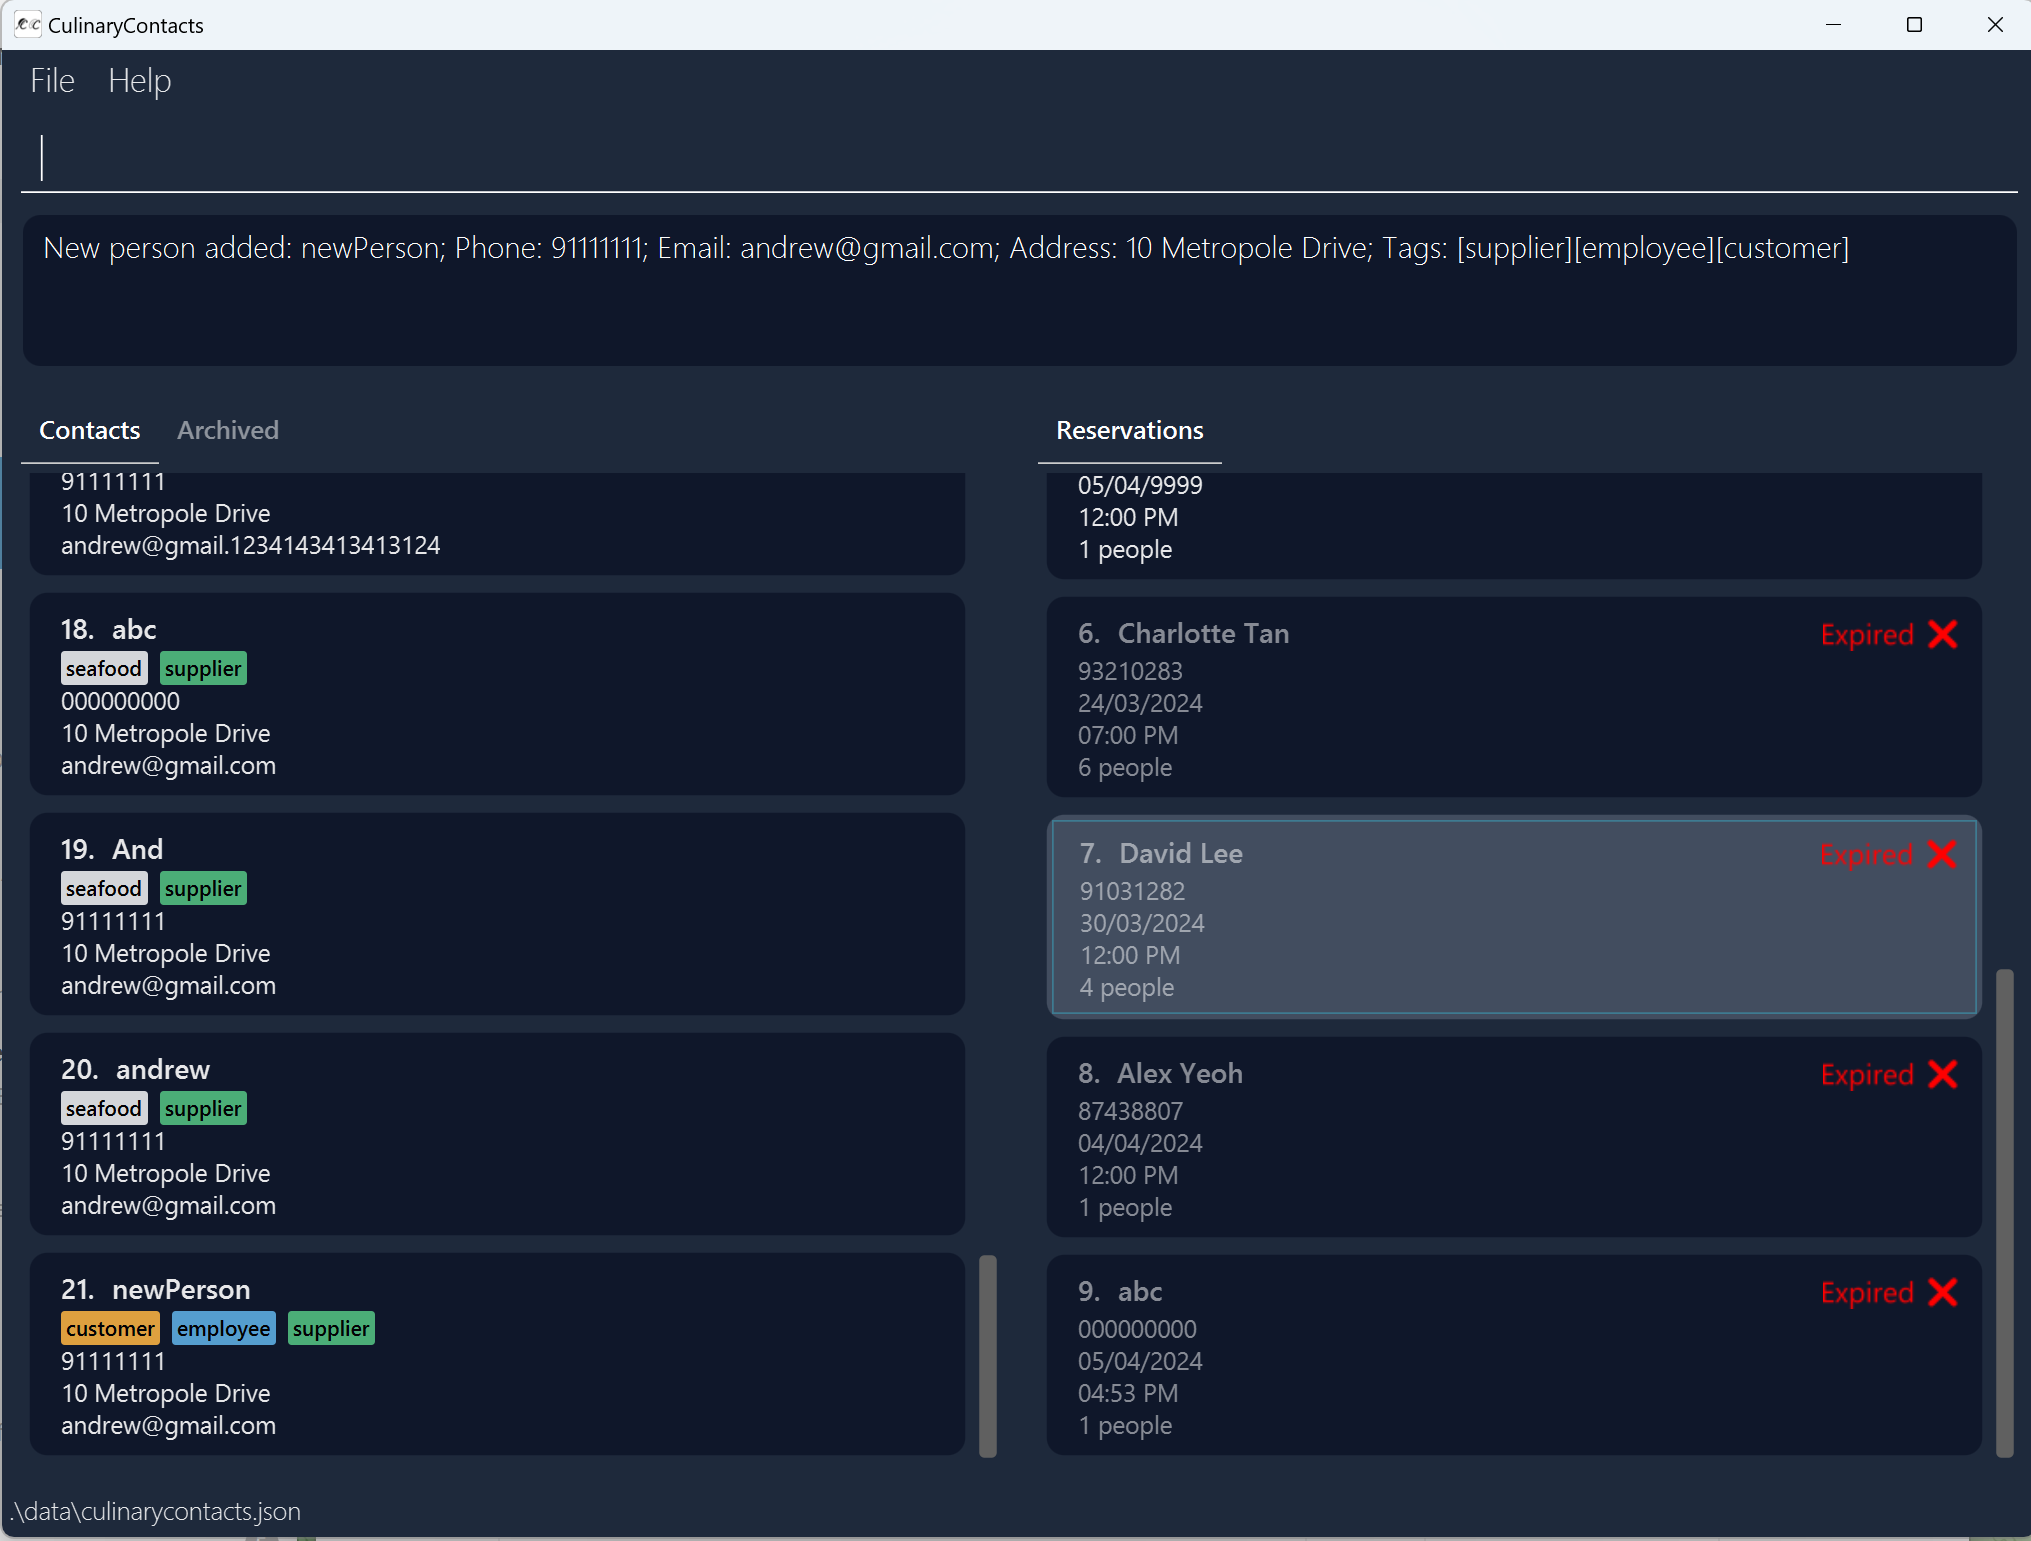 CulinaryContacts
File Help
New person added: newPerson; Phone: 91111111; Email: andrew@gmail.com; Address: 10 Metropole Drive; Tags: [supplier][employee][customer]
Contacts Archived
91111111
10 Metropole Drive
andrew@gmail.1234143413413124
18. abc
seafood supplier
000000000
10 Metropole Drive
andrew@gmail.com
19. And
seafood supplier
91111111
10 Metropole Drive
andrew@gmail.com
20. andrew
seafood supplier
91111111
10 Metropole Drive
andrew@gmail.com
21. newPerson
customer employee supplier
91111111
10 Metropole Drive
andrew@gmail.com
Reservations
05/04/9999
12:00 PM
1 people
6. Charlotte Tan Expired
93210283
24/03/2024
07:00 PM
6 people
7. David Lee Expired
91031282
30/03/2024
12:00 PM
4 people
8. Alex Yeoh Expired
87438807
04/04/2024
12:00 PM
1 people
9. abc Expired
000000000
05/04/2024
04:53 PM
1 people
.\data\culinarycontacts.json